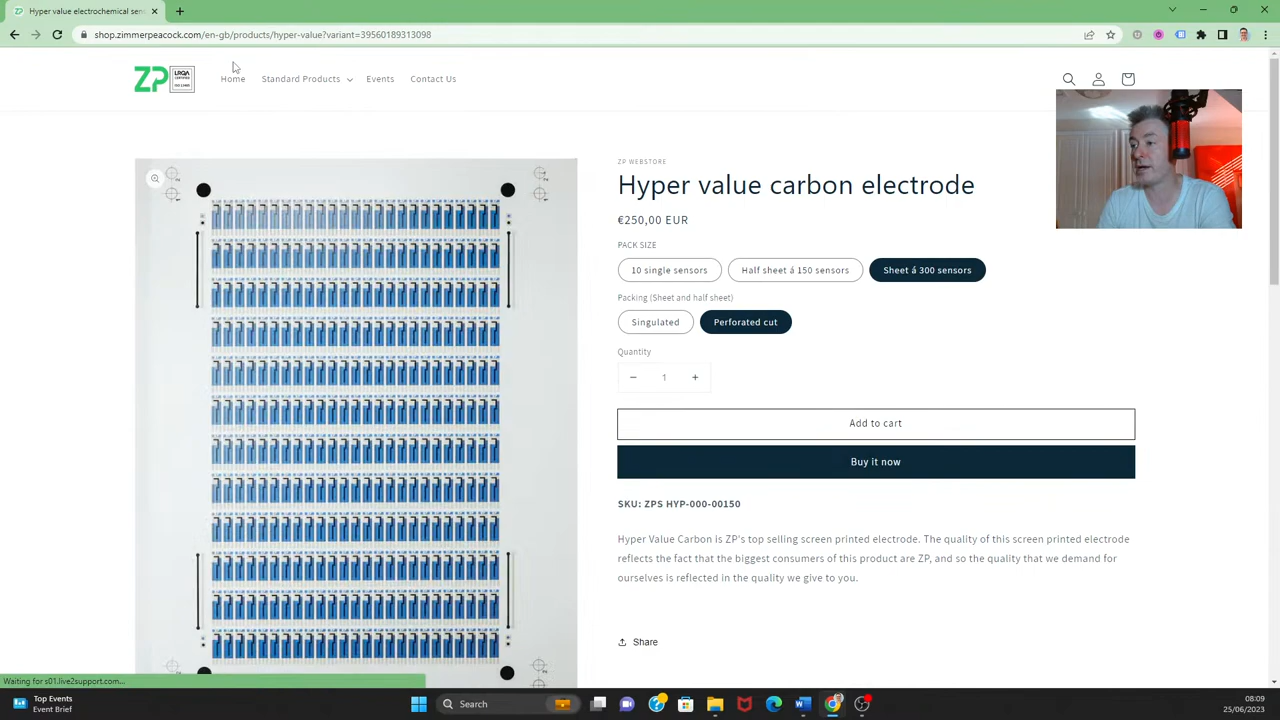 Hyper value electrochemical sen
shop.zimmerpeacock.com/en-gb/products/hyper-value?variant=39560189313098
ZP
LRQA
CERTIFIED
Home
Standard Products
Events
Contact Us
ZP WEBSTORE
Hyper value carbon electrode
€250,00 EUR
PACK SIZE
10 single sensors
Half sheet á 150 sensors
Sheet á 300 sensors
Packing (Sheet and half sheet)
Singulated
Perforated cut
Quantity
− 1 +
Add to cart
Buy it now
SKU: ZPS HYP-000-00150
Hyper Value Carbon is ZP's top selling screen printed electrode. The quality of this screen printed electrode
reflects the fact that the biggest consumers of this product are ZP, and so the quality that we demand for
ourselves is reflected in the quality we give to you.
Share
Waiting for s01.live2support.com...
Top Events
Event Brief
Search
08:09
25/06/2023